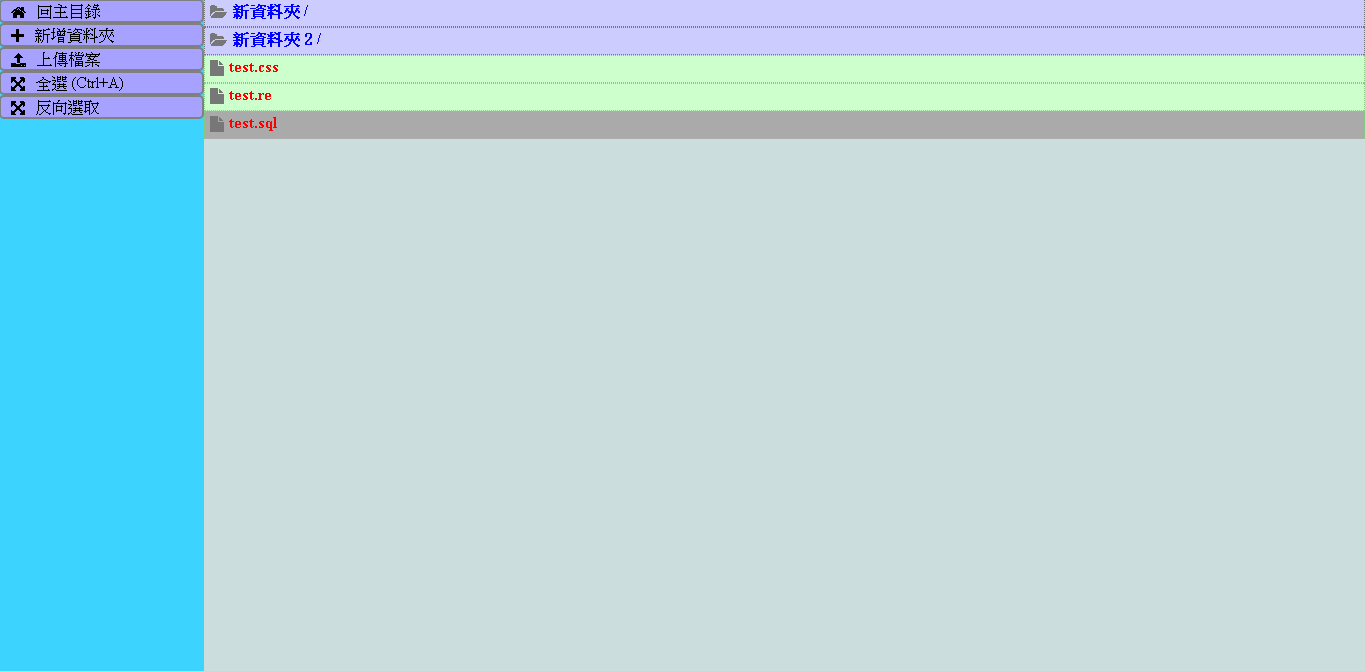 回主目錄
新增資料夾
上傳檔案
全選 (Ctrl+A)
反向選取
新資料夾 /
新資料夾 2 /
test.css
test.re
test.sql